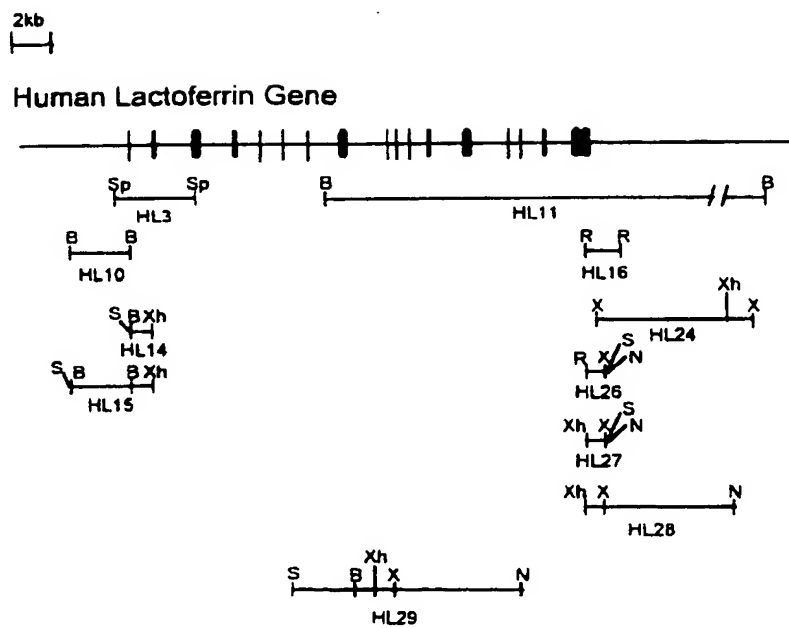 2kb
Human Lactoferrin Gene
Sp Sp B B
HL3 HL11
B B R R
HL10 HL16
Xh
S B Xh X X
HL14 HL24
S
R X N
S B B Xh HL26
HL15 S
Xh X N
HL27
Xh X N
HL28
Xh
S B X N
HL29